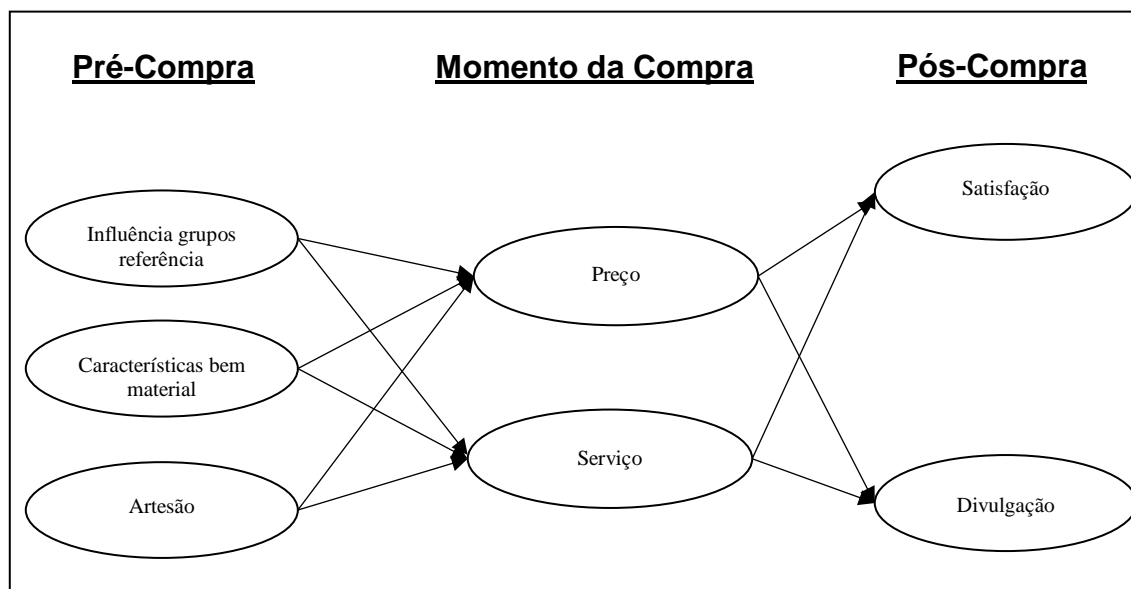 Pré-Compra
Momento da Compra
Pós-Compra
Influência grupos
referência
Características bem
material
Artesão
Preço
Serviço
Satisfação
Divulgação